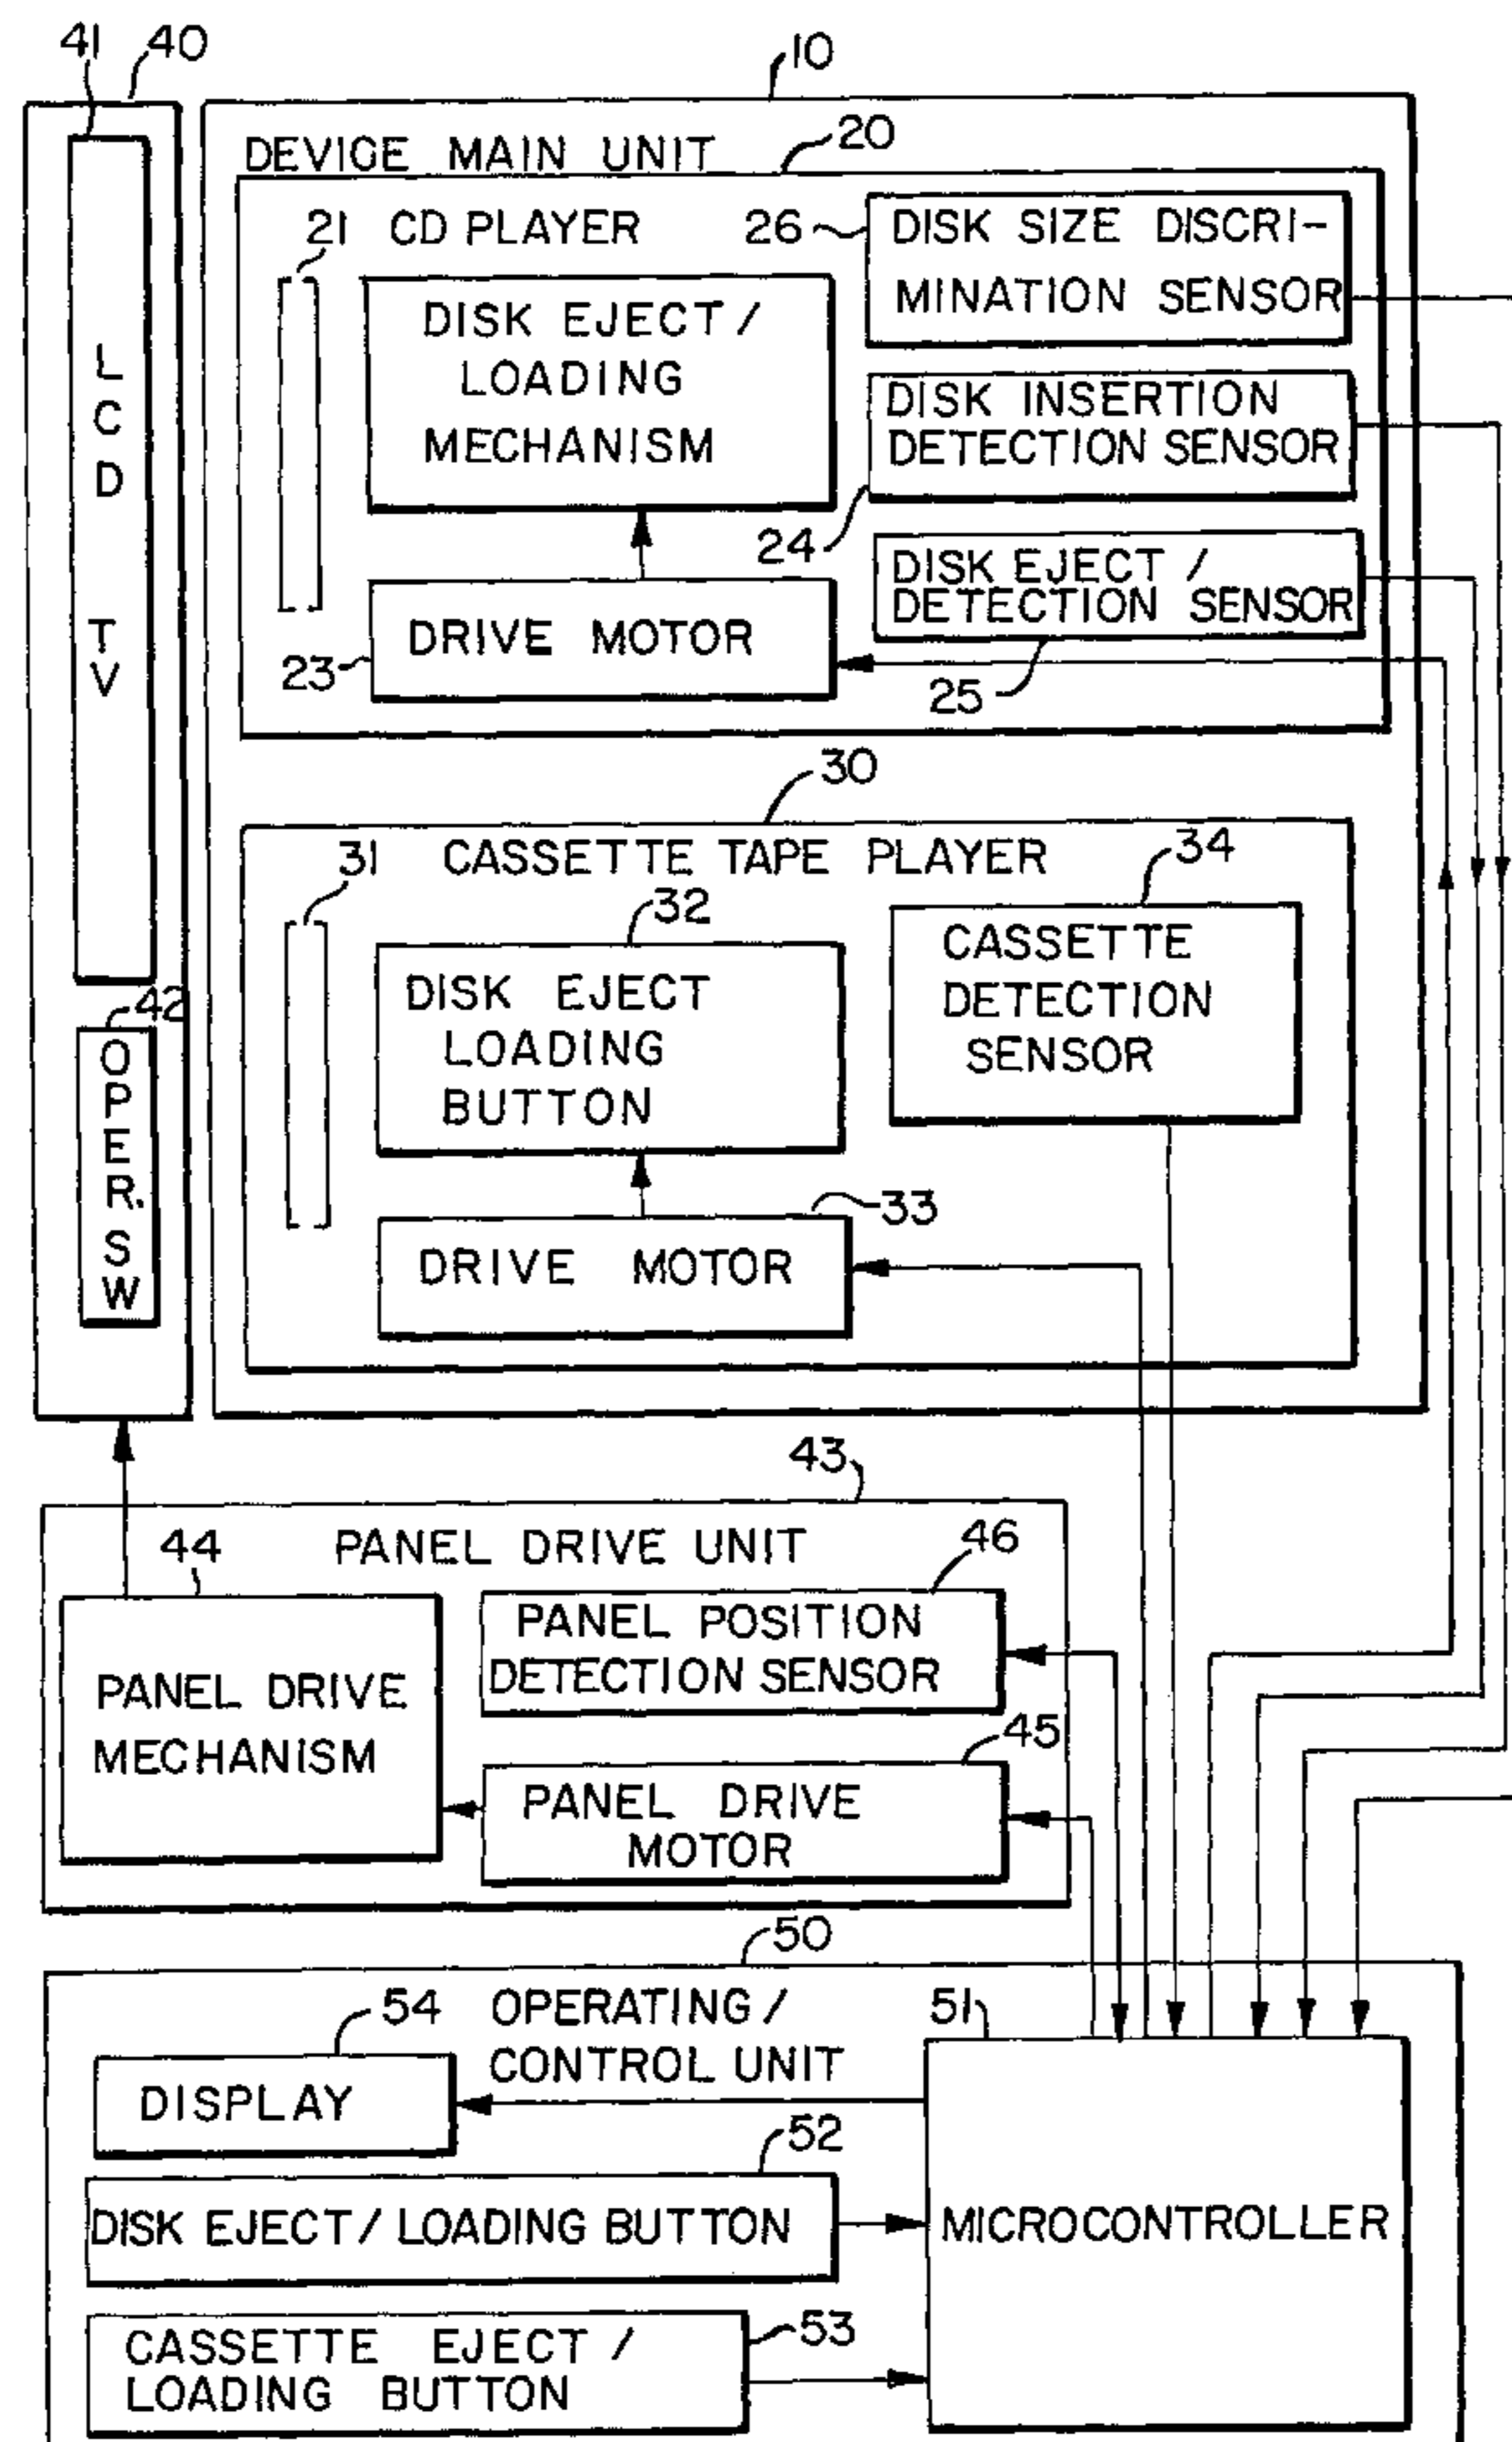 41
40
10
DEVICE MAIN UNIT
20
21
CD PLAYER
26
DISK SIZE DISCRI-
MINATION SENSOR
DISK EJECT /
LOADING
MECHANISM
DISK INSERTION
DETECTION SENSOR
24
DISK EJECT /
DETECTION SENSOR
25
DRIVE MOTOR
23
LCD TV
30
31
CASSETTE TAPE PLAYER
34
32
DISK EJECT
LOADING
BUTTON
CASSETTE
DETECTION
SENSOR
42
OPER. SW
33
DRIVE MOTOR
43
44
PANEL DRIVE UNIT
46
PANEL POSITION
DETECTION SENSOR
PANEL DRIVE
MECHANISM
45
PANEL DRIVE
MOTOR
50
54
OPERATING /
CONTROL UNIT
51
DISPLAY
52
DISK EJECT / LOADING BUTTON
MICROCONTROLLER
53
CASSETTE EJECT /
LOADING BUTTON